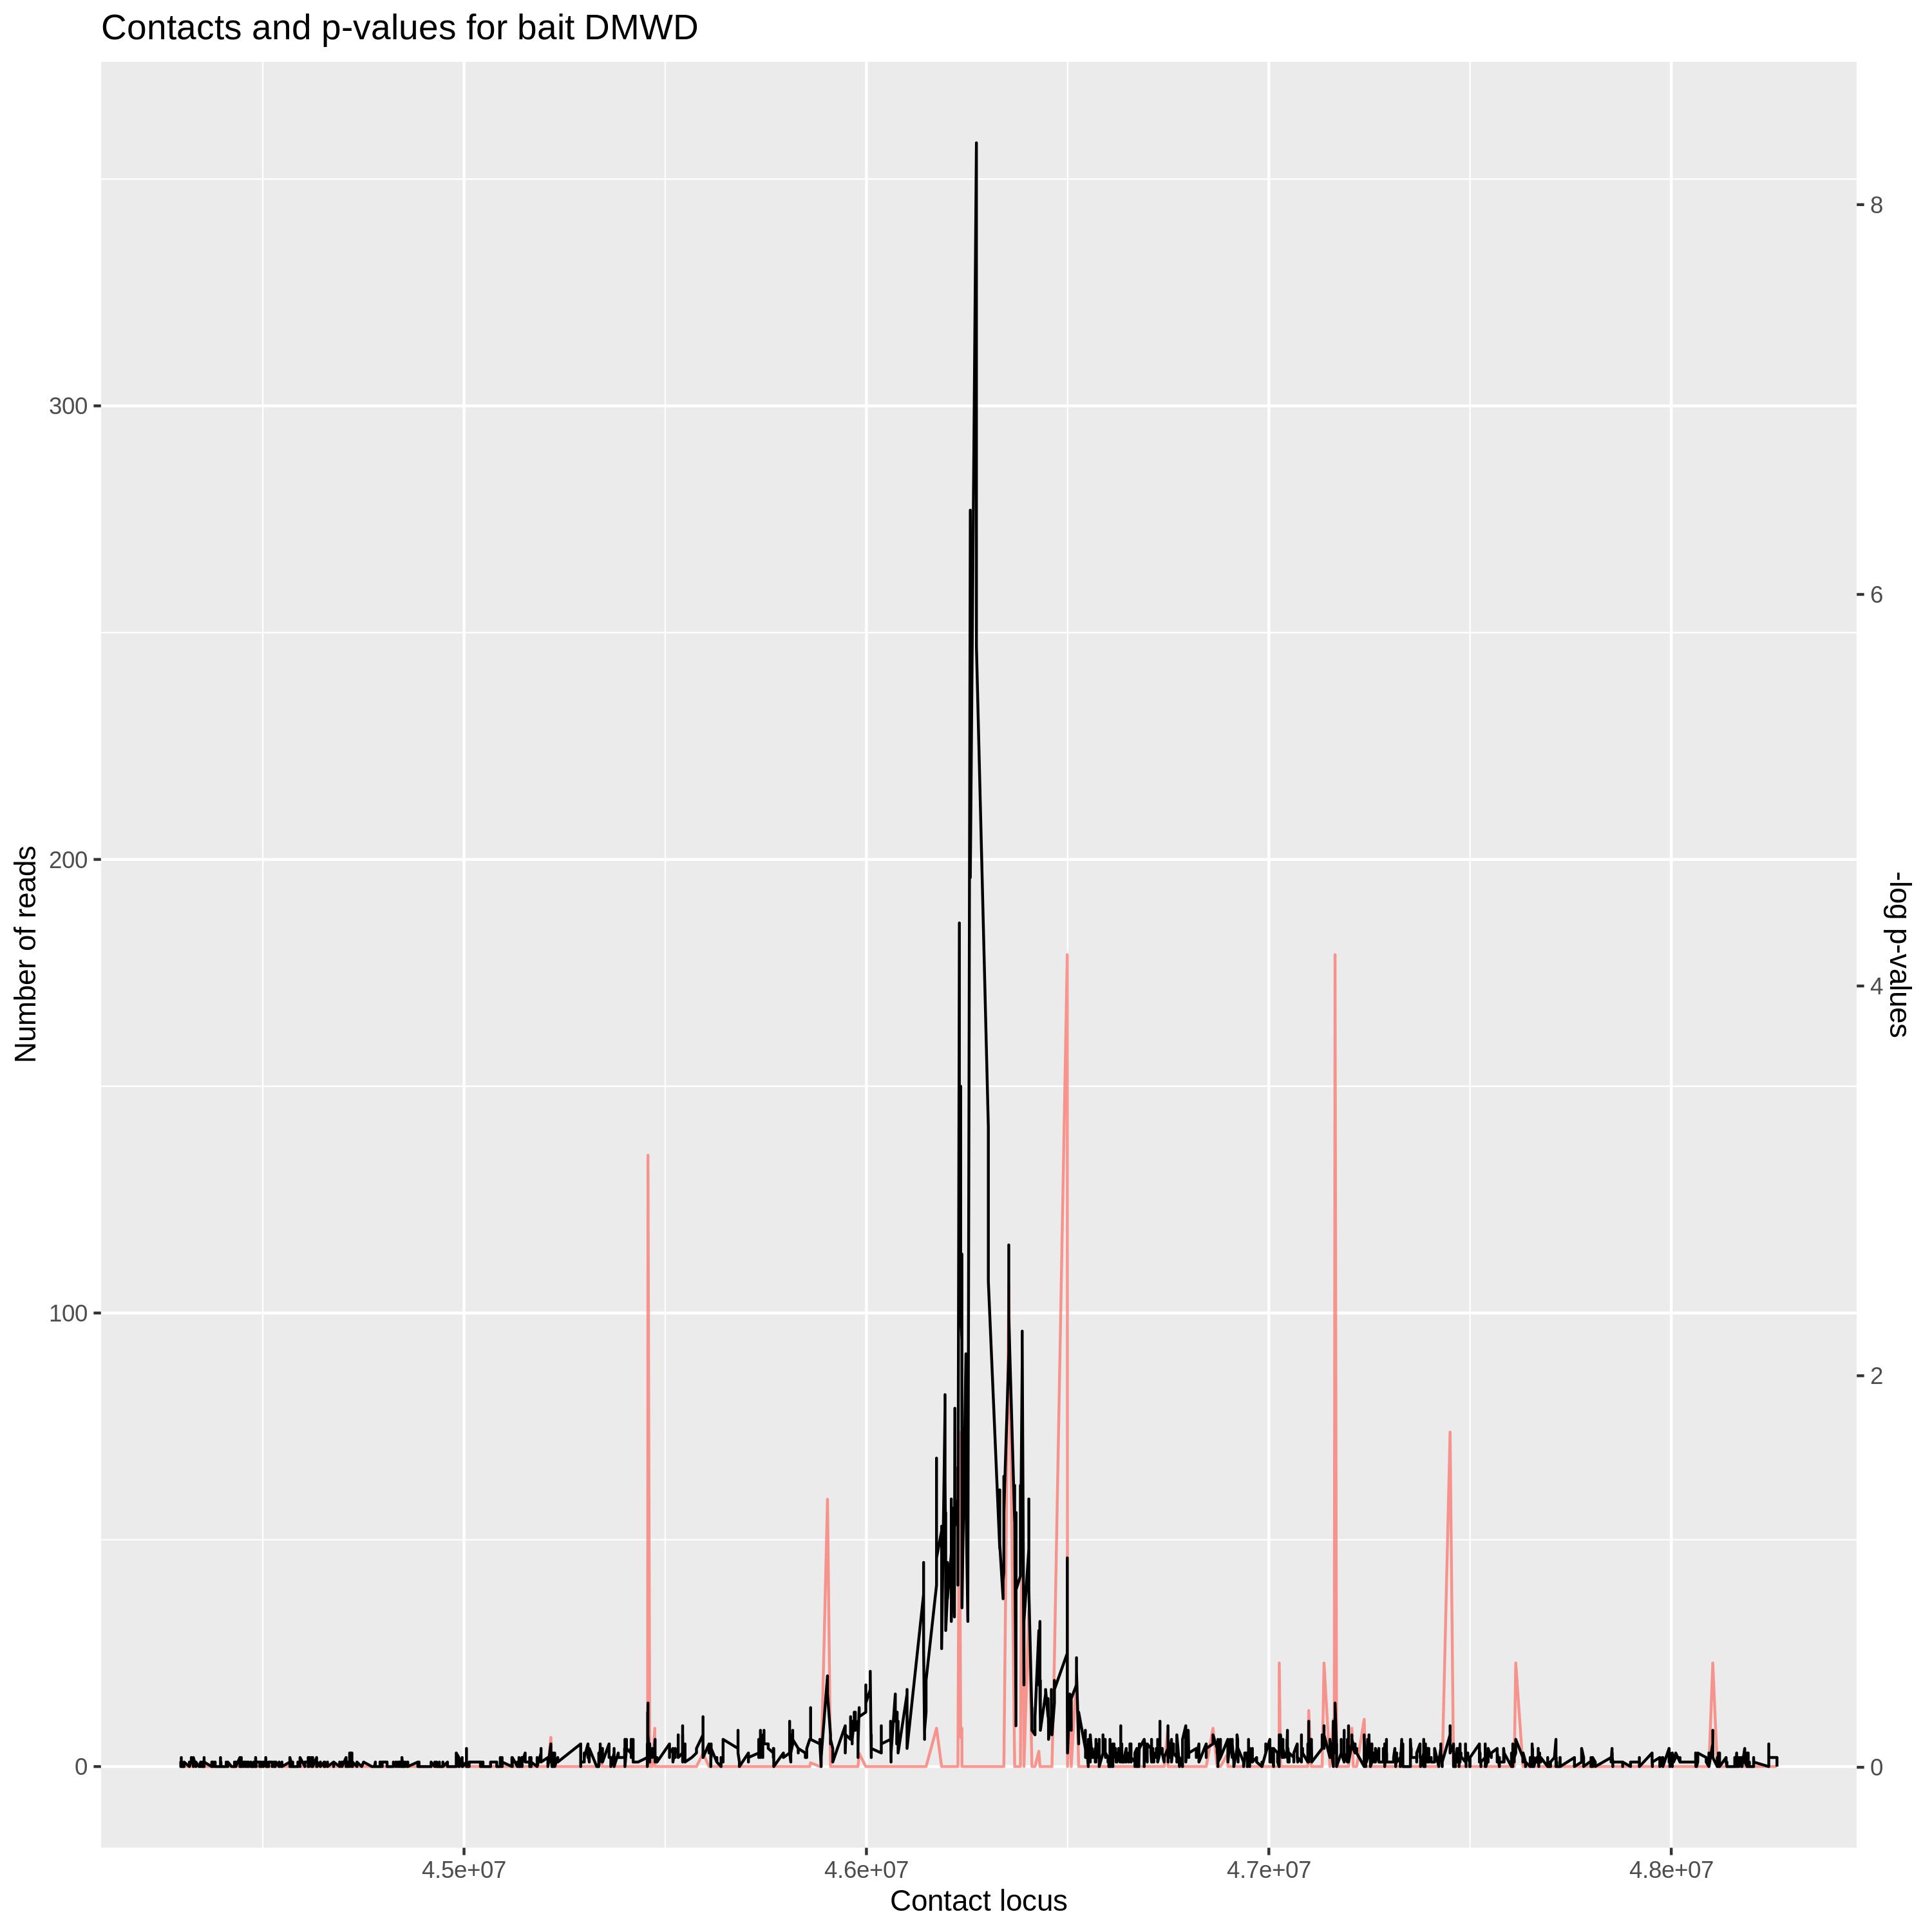 Contacts and p-values for bait DMWD
Number of reads
300
200
100
0
8
6
4
2
0
-log p-values
4.5e+07
4.6e+07
4.7e+07
4.8e+07
Contact locus